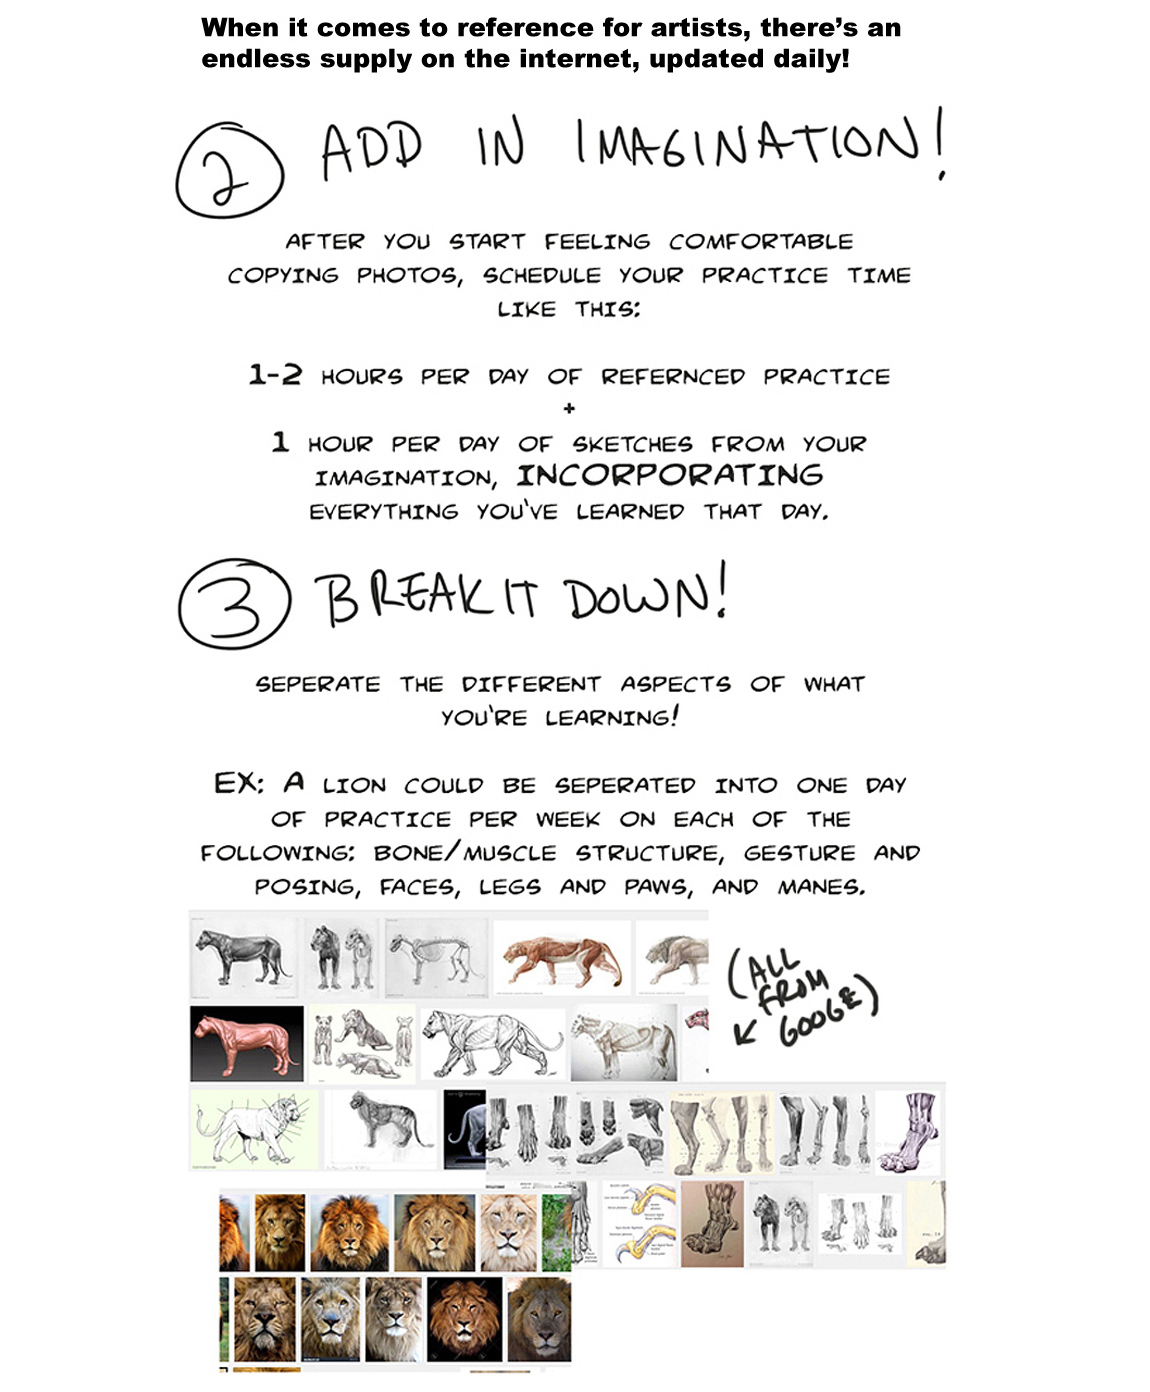 When it comes to reference for artists, there's an
endless supply on the internet, updated daily!
2 ADD IN IMAGINATION!
AFTER YOU START FEELING COMFORTABLE
COPYING PHOTOS, SCHEDULE YOUR PRACTICE TIME
LIKE THIS:
1-2 HOURS PER DAY OF REFERNCED PRACTICE
+
1 HOUR PER DAY OF SKETCHES FROM YOUR
IMAGINATION, INCORPORATING
EVERYTHING YOU'VE LEARNED THAT DAY.
3 BREAK IT DOWN!
SEPERATE THE DIFFERENT ASPECTS OF WHAT
YOU'RE LEARNING!
EX: A LION COULD BE SEPERATED INTO ONE DAY
OF PRACTICE PER WEEK ON EACH OF THE
FOLLOWING: BONE/MUSCLE STRUCTURE, GESTURE AND
POSING, FACES, LEGS AND PAWS, AND MANES.
(ALL
FROM
GOOGLE)